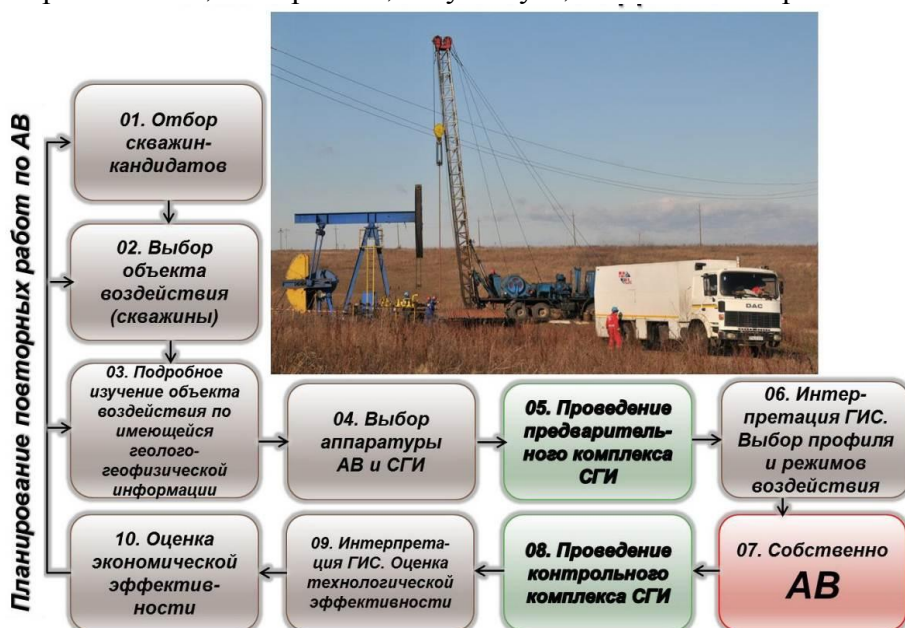 Планирование повторных работ по АВ
01. Отбор
скважин-
кандидатов
02. Выбор
объекта
воздействия
(скважины)
03. Подробное
изучение объекта
воздействия по
имеющейся
геолого-
геофизической
информации
04. Выбор
аппаратуры
АВ и СГИ
05. Проведение
предваритель-
ного комплекса
СГИ
06. Интер-
претация ГИС.
Выбор профиля
и режимов
воздействия
07. Собственно
АВ
08. Проведение
контрольного
комплекса СГИ
09. Интерпрета-
ция ГИС. Оценка
технологической
эффективности
10. Оценка
экономической
эффектив-
ности